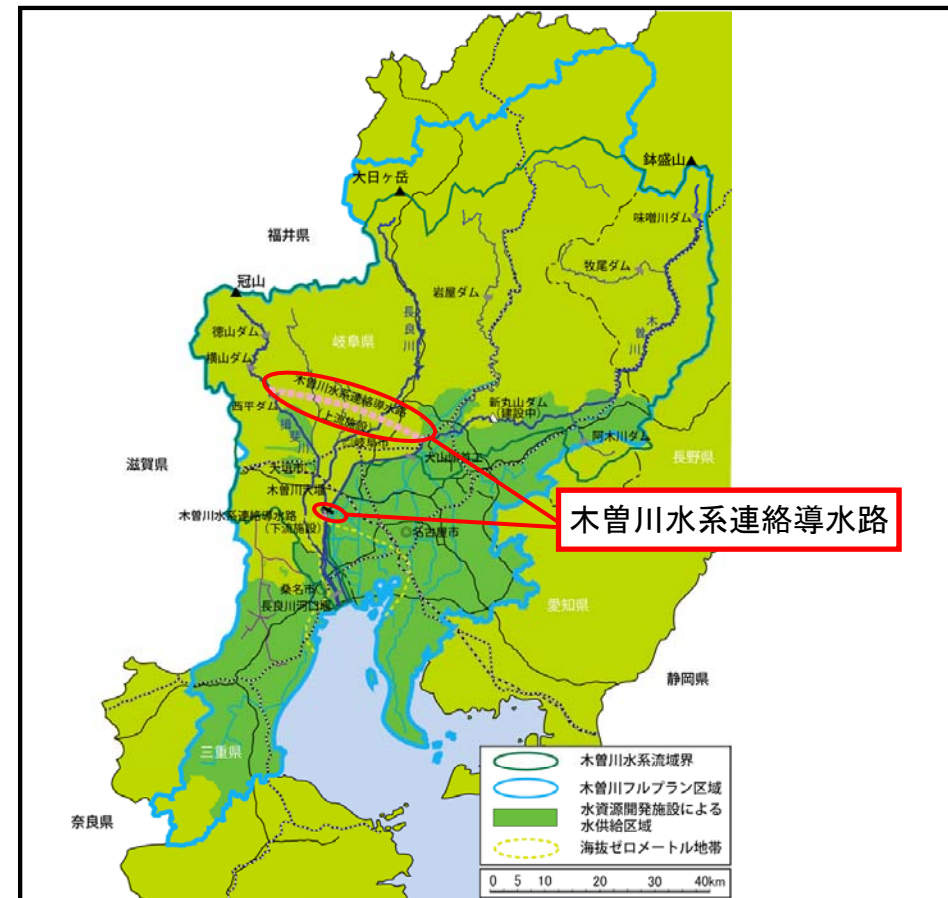 鉢盛山
大日ヶ岳
味噌川ダム
福井県
牧尾ダム
冠山
岩屋ダム
長良川
木曽川
徳山ダム
岐阜県
横山ダム
木曽川水系連絡導水路
(上流施設)
新丸山ダム
(建設中)
西平ダム
揖斐川
岐阜市
犬山頭首工
阿木川ダム
長野県
滋賀県
大垣市
木曽川大堰
木曽川水系連絡導水路
(下流施設)
木曽川水系連絡導水路
◎名古屋市
桑名市
長良川河口堰
愛知県
静岡県
三重県
奈良県
木曽川水系流域界
木曽川フルプラン区域
水資源開発施設による
水供給区域
海抜ゼロメートル地帯
0 5 10 20 30 40km